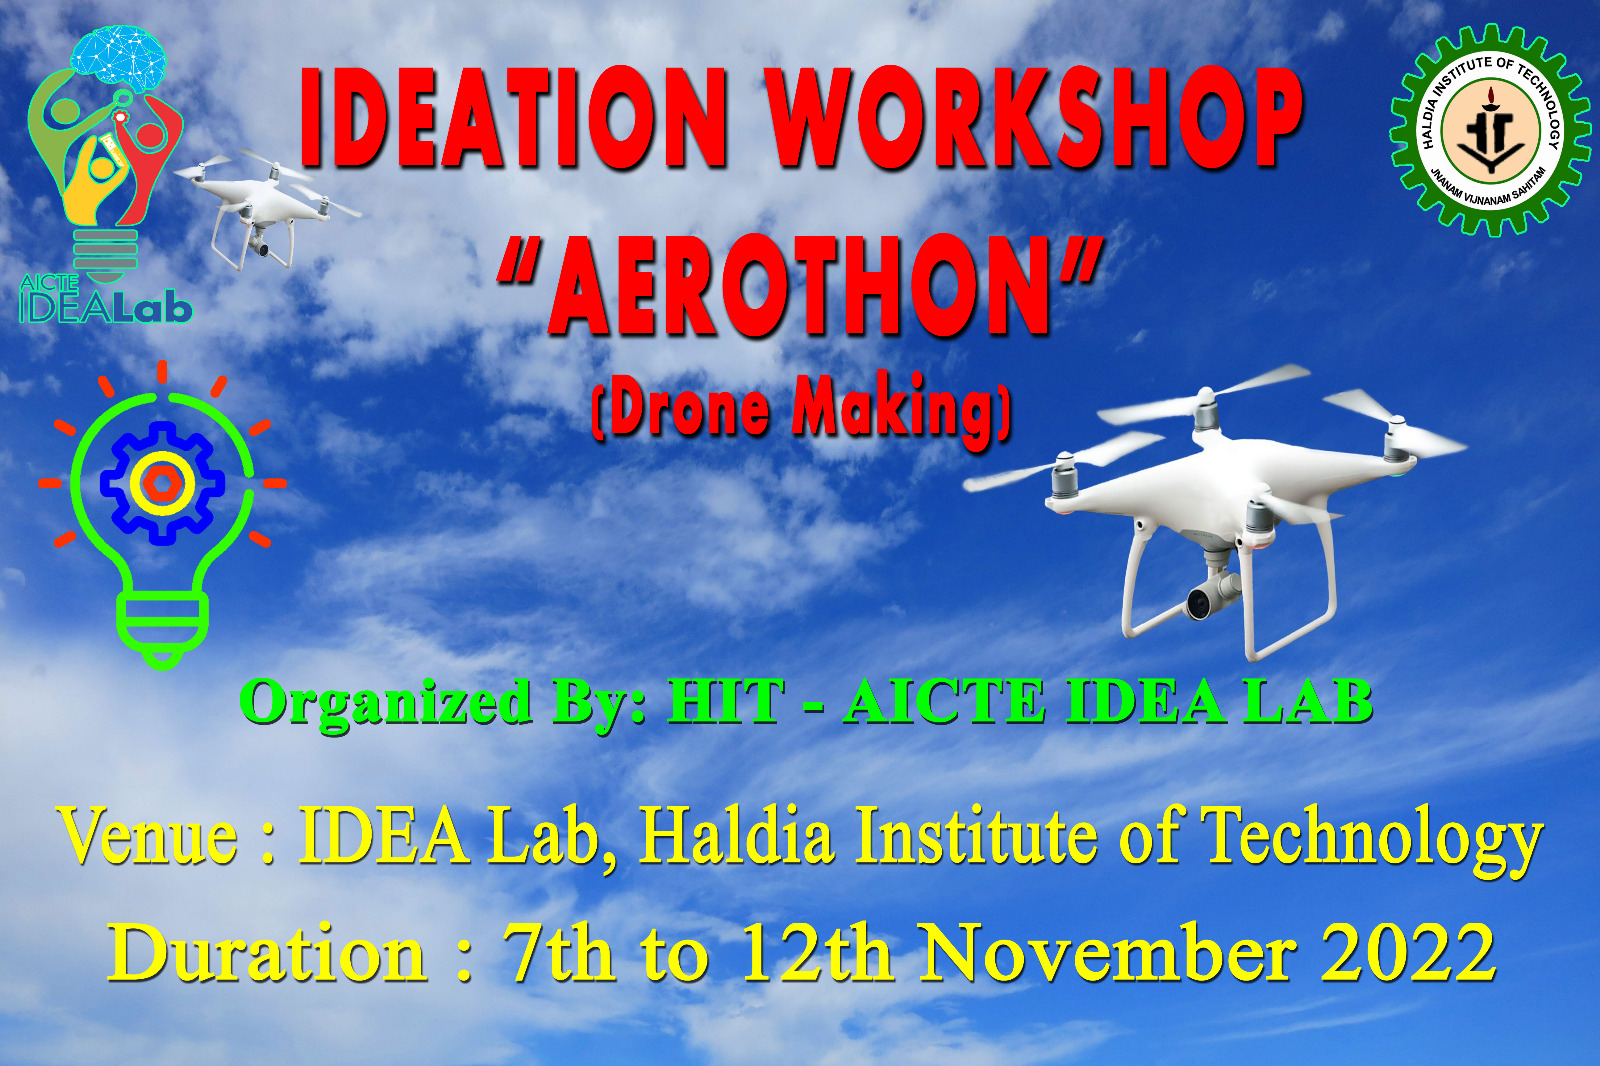 IDEATION WORKSHOP
HALDIA INSTITUTE OF TECHNOLOGY
JNANAM VIJNANAM SAHITAM
"AEROTHON"
AICTE
IDEALab
(Drone Making)
Organized By: HIT - AICTE IDEA LAB
Venue : IDEA Lab, Haldia Institute of Technology
Duration : 7th to 12th November 2022